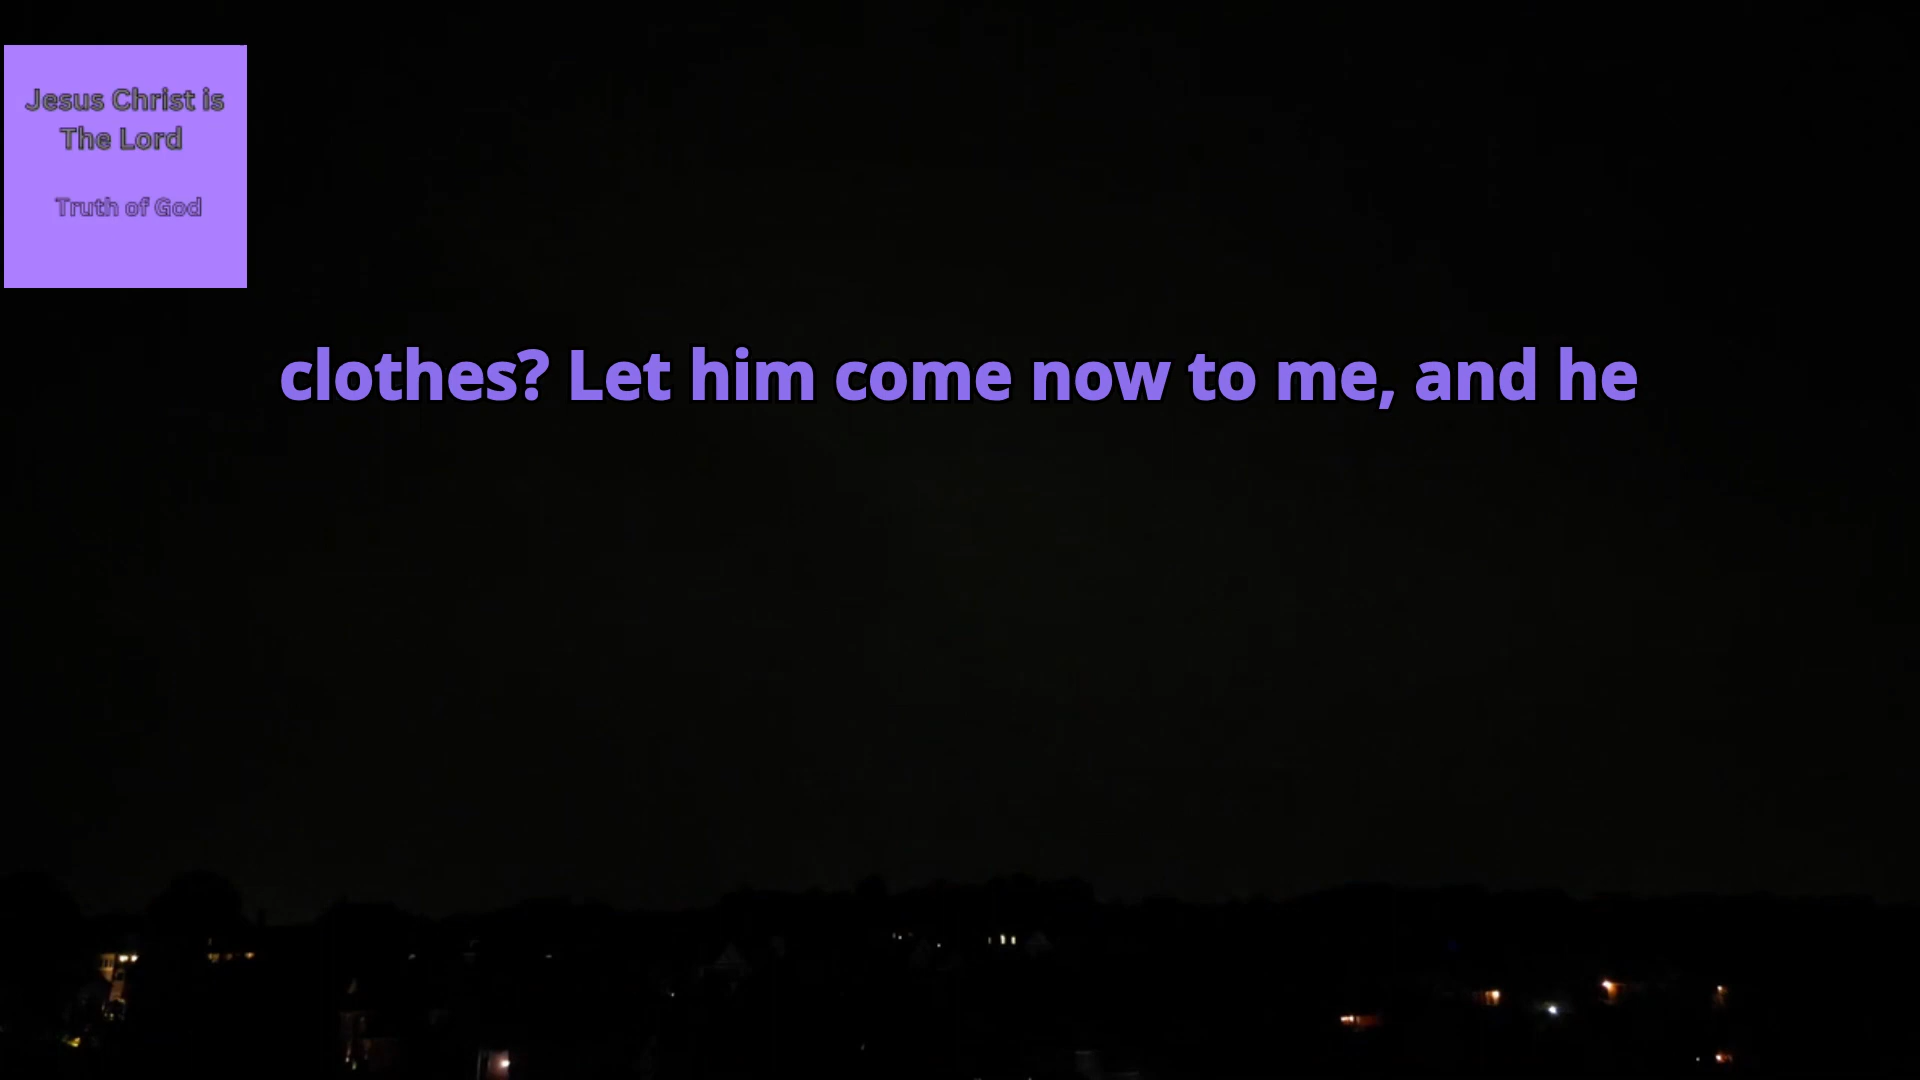 Jesus Christ is
The Lord
Truth of God
clothes? Let him come now to me, and he